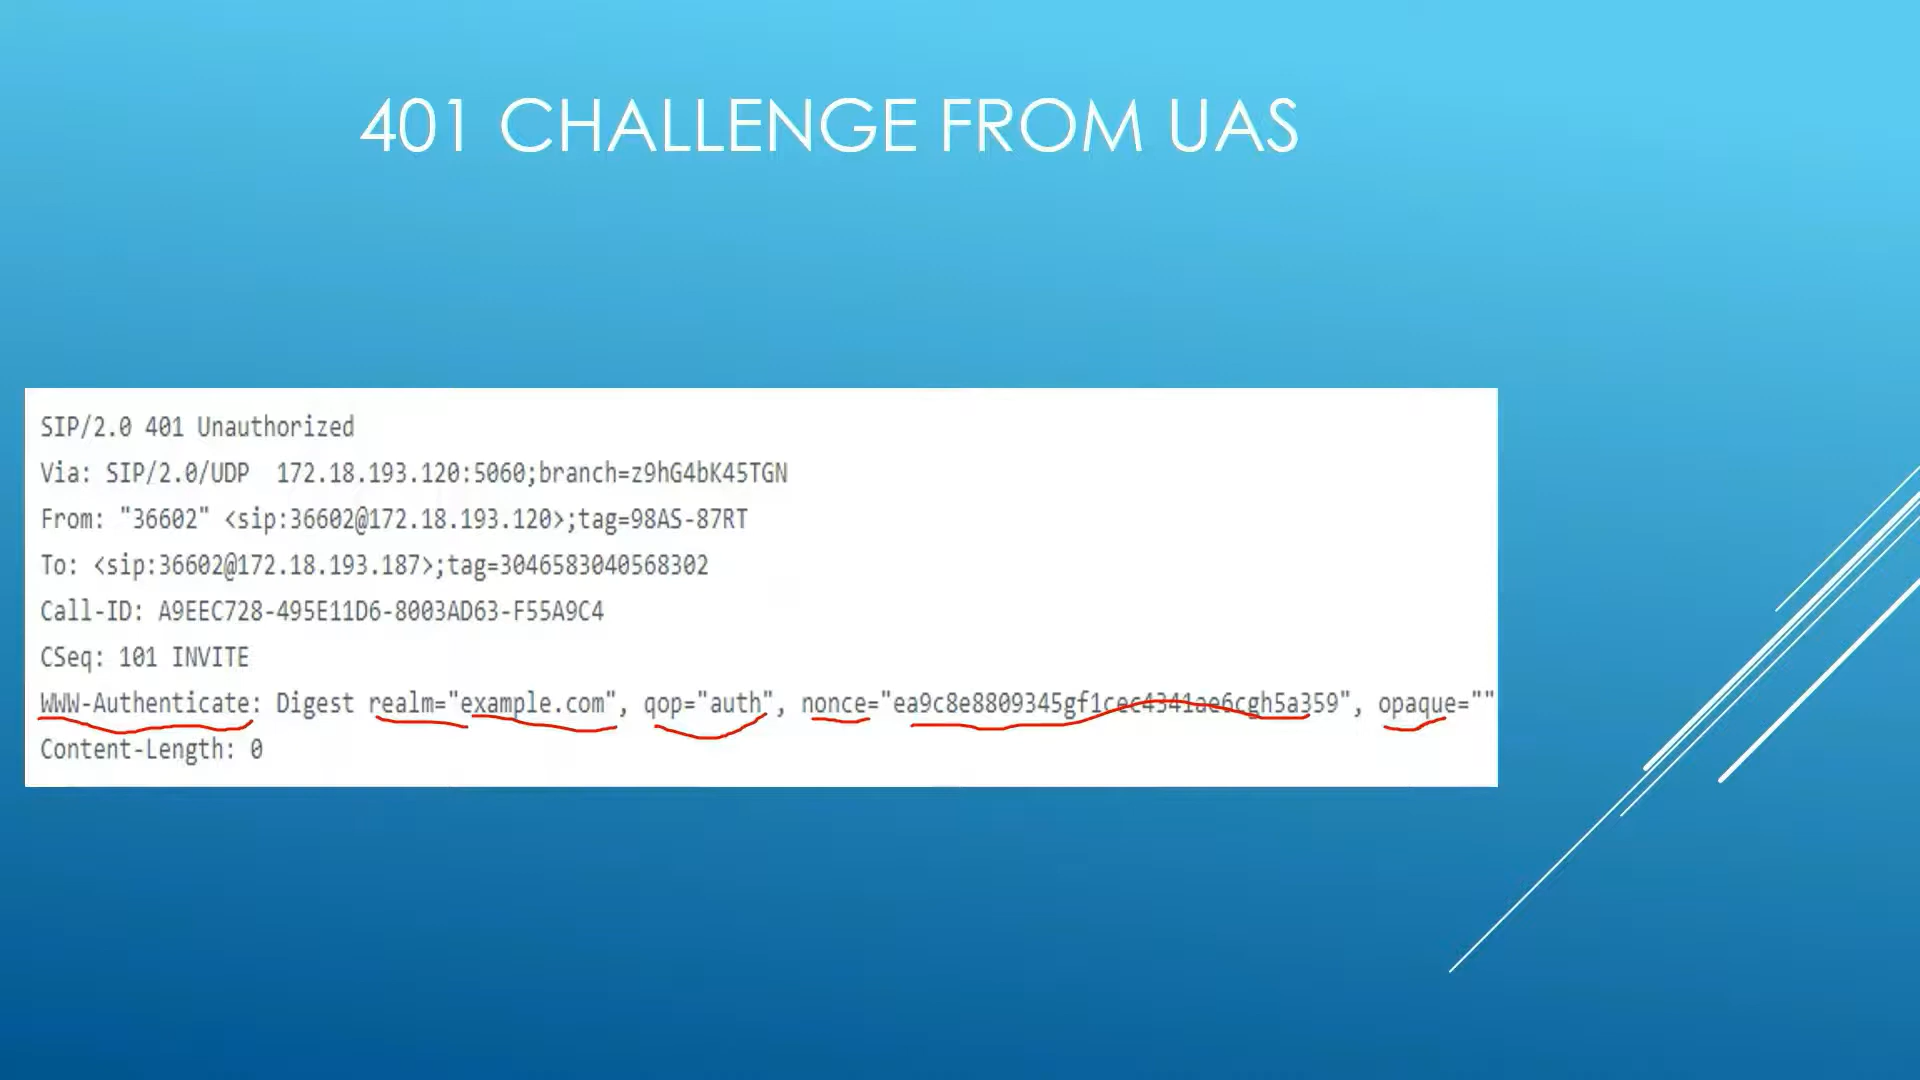 401 CHALLENGE FROM UAS
SIP/2.0 401 Unauthorized
Via: SIP/2.0/UDP  172.18.193.120:5060;branch=z9hG4bK45TGN
From: "36602" <sip:36602@172.18.193.120>;tag=98AS-87RT
To: <sip:36602@172.18.193.187>;tag=3046583040568302
Call-ID: A9EEC728-495E11D6-8003AD63-F55A9C4
CSeq: 101 INVITE
WWW-Authenticate: Digest realm="example.com", qop="auth", nonce="ea9c8e8809345gf1cec4341ae6cgh5a359", opaque=""
Content-Length: 0